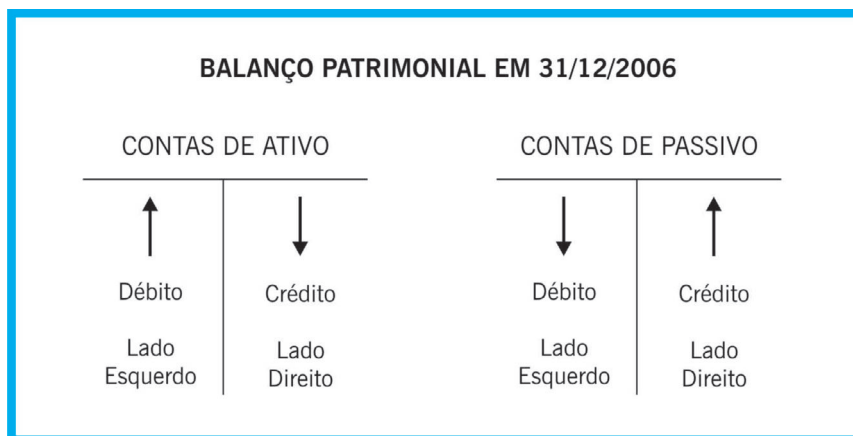 BALANÇO PATRIMONIAL EM 31/12/2006
CONTAS DE ATIVO
Débito
Lado
Esquerdo
Crédito
Lado
Direito
CONTAS DE PASSIVO
Débito
Lado
Esquerdo
Crédito
Lado
Direito